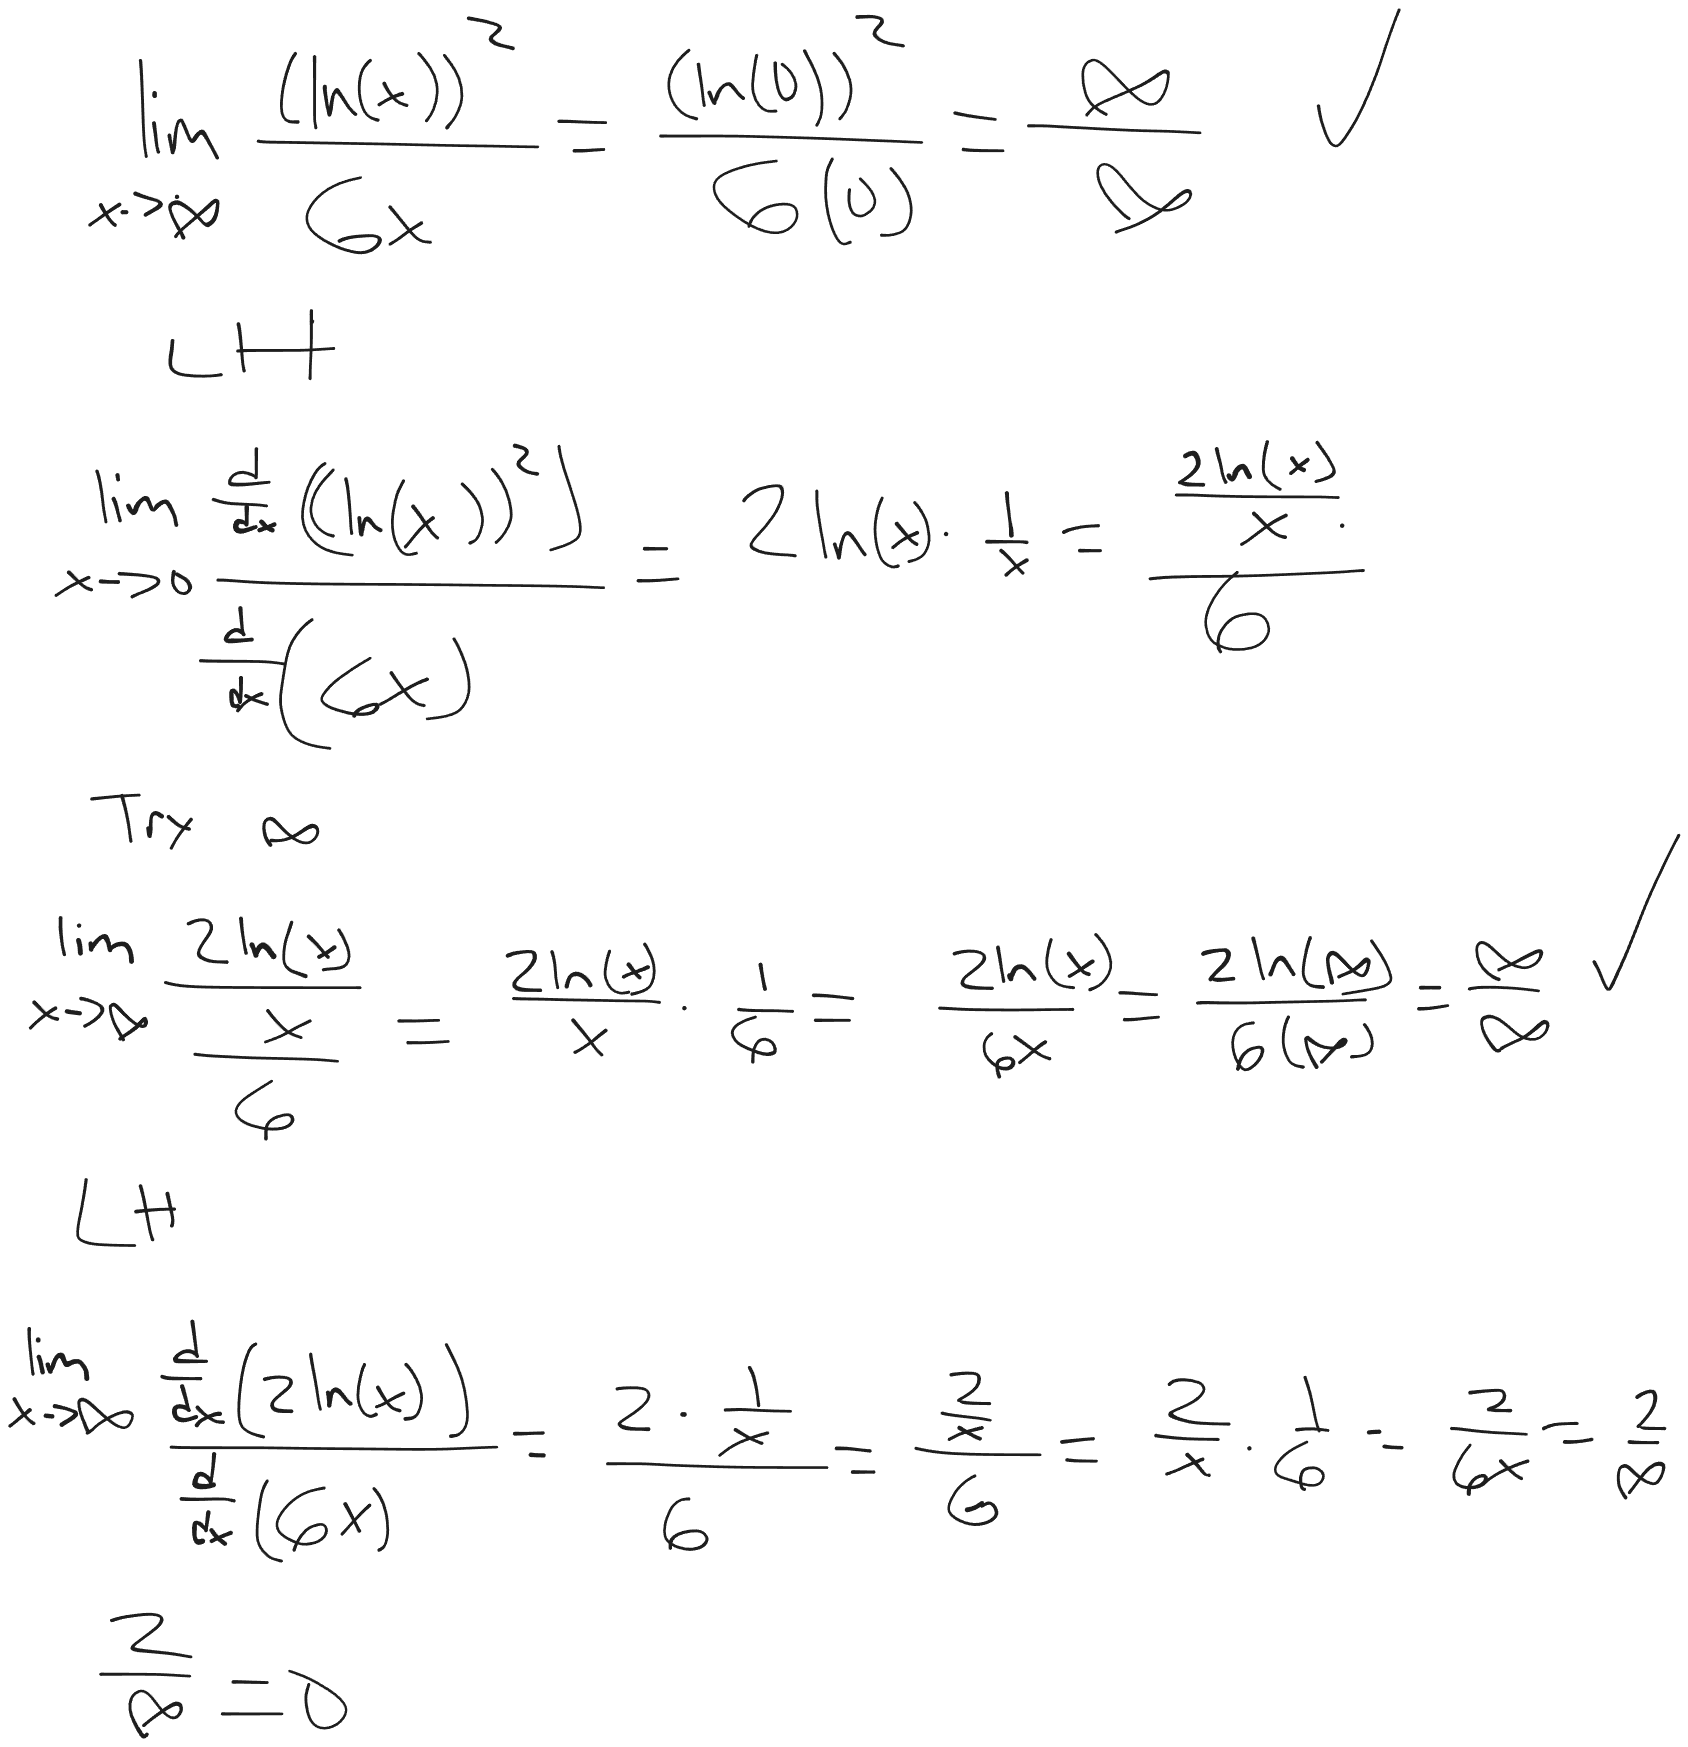 lim x->∞ (ln(x))^2 / 6x = (ln(0))^2 / 6(0) = ∞/∞ ✓
LH
lim x->0 d/dx((ln(x))^2) / d/dx(6x) = 2ln(x)·1/x = (2ln(x)/x·) / 6
Try ∞
lim x->∞ (2ln(x)/x) / 6 = 2ln(x)/x · 1/6 = 2ln(x)/6x = 2ln(∞)/6(∞) = ∞/∞ ✓
LH
lim x->∞ d/dx(2ln(x)) / d/dx(6x) = (2·1/x) / 6 = (2/x) / 6 = 2/x · 1/6 = 2/6x = 2/∞
2/∞ = 0